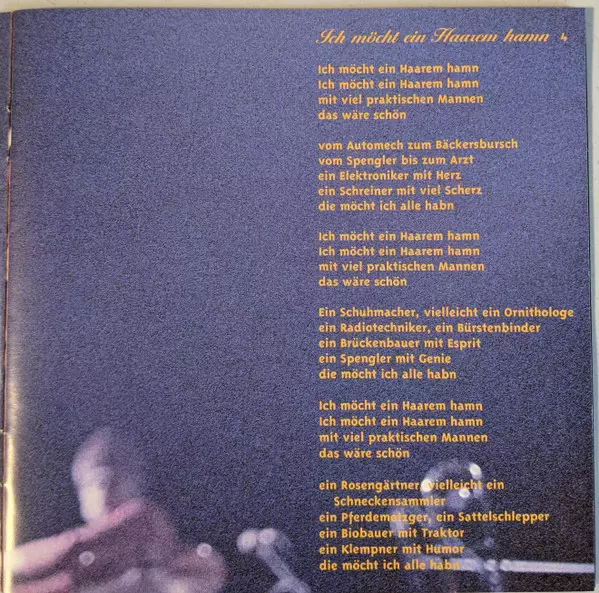 Ich möcht ein Haarem hamn 4
Ich möcht ein Haarem hamn
Ich möcht ein Haarem hamn
mit viel praktischen Mannen
das wäre schön
vom Automech zum Bäckersbursch
vom Spengler bis zum Arzt
ein Elektroniker mit Herz
ein Schreiner mit viel Scherz
die möcht ich alle habn
Ich möcht ein Haarem hamn
Ich möcht ein Haarem hamn
mit viel praktischen Mannen
das wäre schön
Ein Schuhmacher, vielleicht ein Ornithologe
ein Radiotechniker, ein Bürstenbinder
ein Brückenbauer mit Esprit
ein Spengler mit Genie
die möcht ich alle habn
Ich möcht ein Haarem hamn
Ich möcht ein Haarem hamn
mit viel praktischen Mannen
das wäre schön
ein Rosengärtner, vielleicht ein
Schneckensammler
ein Pferdemetzger, ein Sattelschlepper
ein Biobauer mit Traktor
ein Klempner mit Humor
die möcht ich alle habn